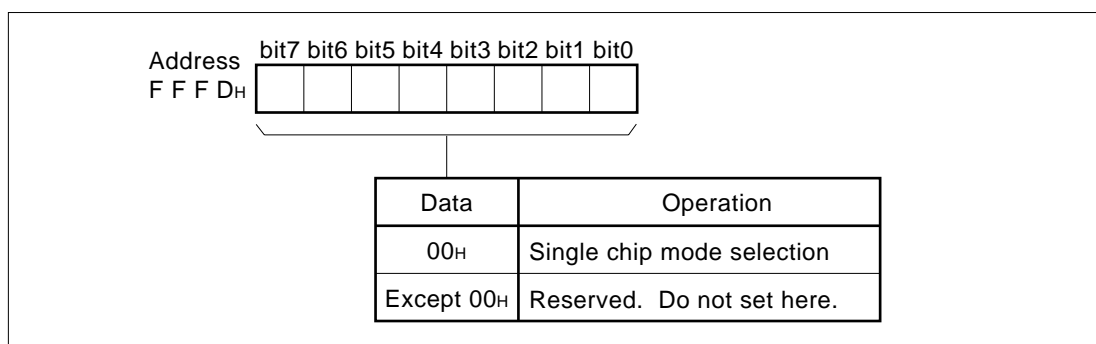 Address bit7 bit6 bit5 bit4 bit3 bit2 bit1 bit0
F F F DH
Data Operation
00H Single chip mode selection
Except 00H Reserved. Do not set here.